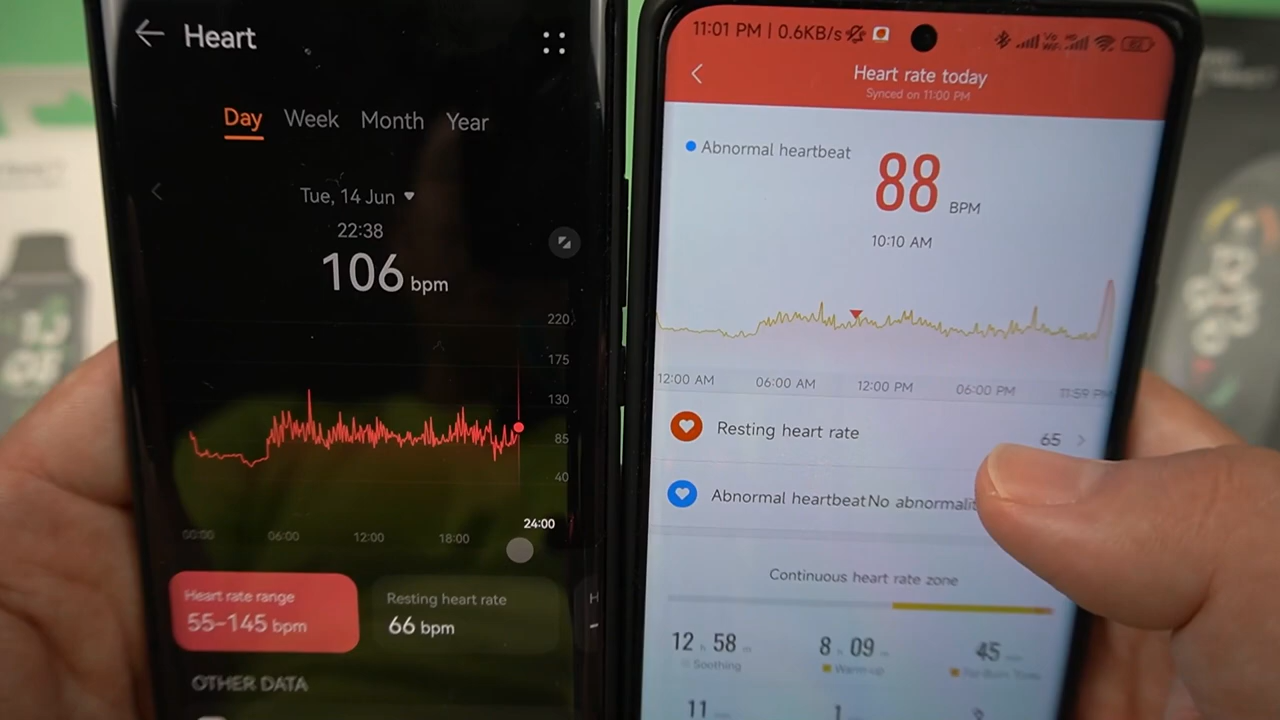 Heart
Day Week Month Year
Tue, 14 Jun
22:38
106 bpm
220
175
130
85
40
24:00
00:00 06:00 12:00 18:00
Heart rate range
55-145 bpm
Resting heart rate
66 bpm
H
OTHER DATA
11:01 PM | 0.6KB/s
Heart rate today
Synced on 11:00 PM
Abnormal heartbeat
88 BPM
10:10 AM
12:00 AM 06:00 AM 12:00 PM 06:00 PM 11:59 PM
Resting heart rate 65
Abnormal heartbeat No abnormalit
Continuous heart rate zone
12 58 8 09 45
Soothing Warm-up
11 1